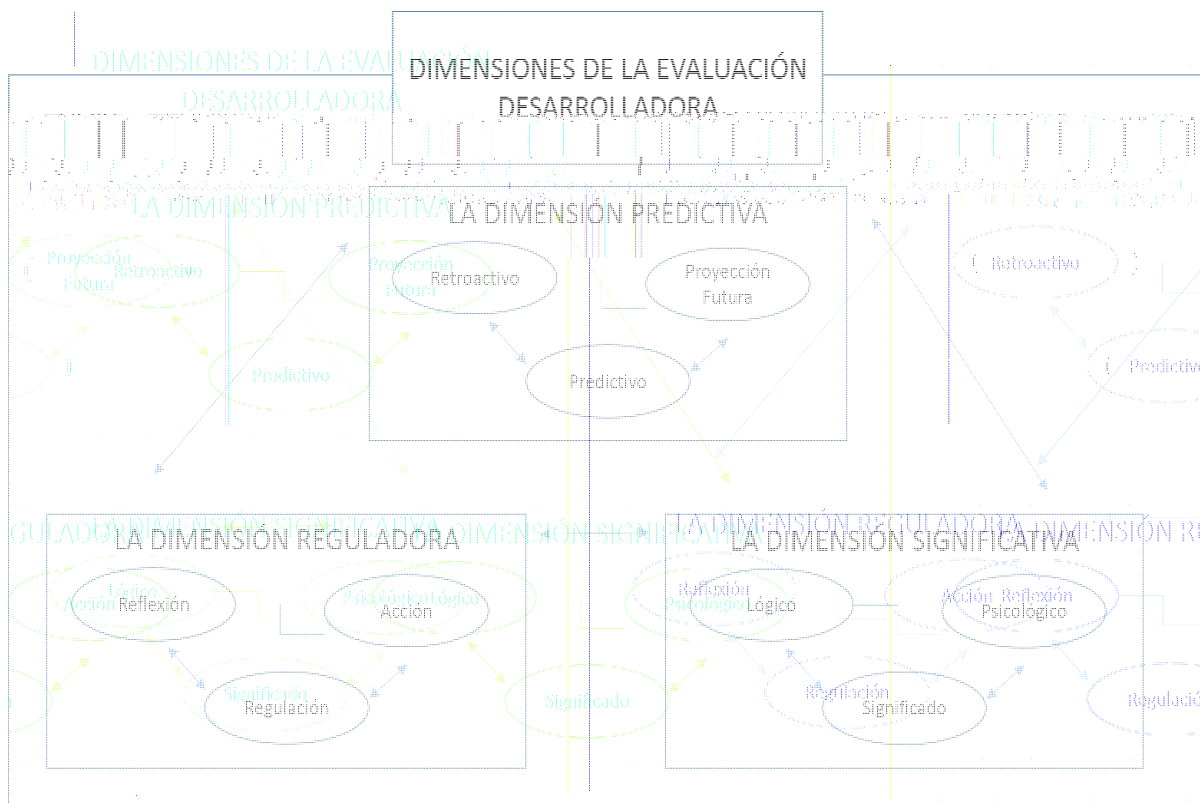 DIMENSIONES DE LA EVALUACIÓN
DESARROLLADORA
LA DIMENSIÓN PREDICTIVA
Retroactivo
Proyección
Futura
Predictivo
LA DIMENSIÓN REGULADORA
Reflexión
Acción
Regulación
LA DIMENSIÓN SIGNIFICATIVA
Lógico
Psicológico
Significado